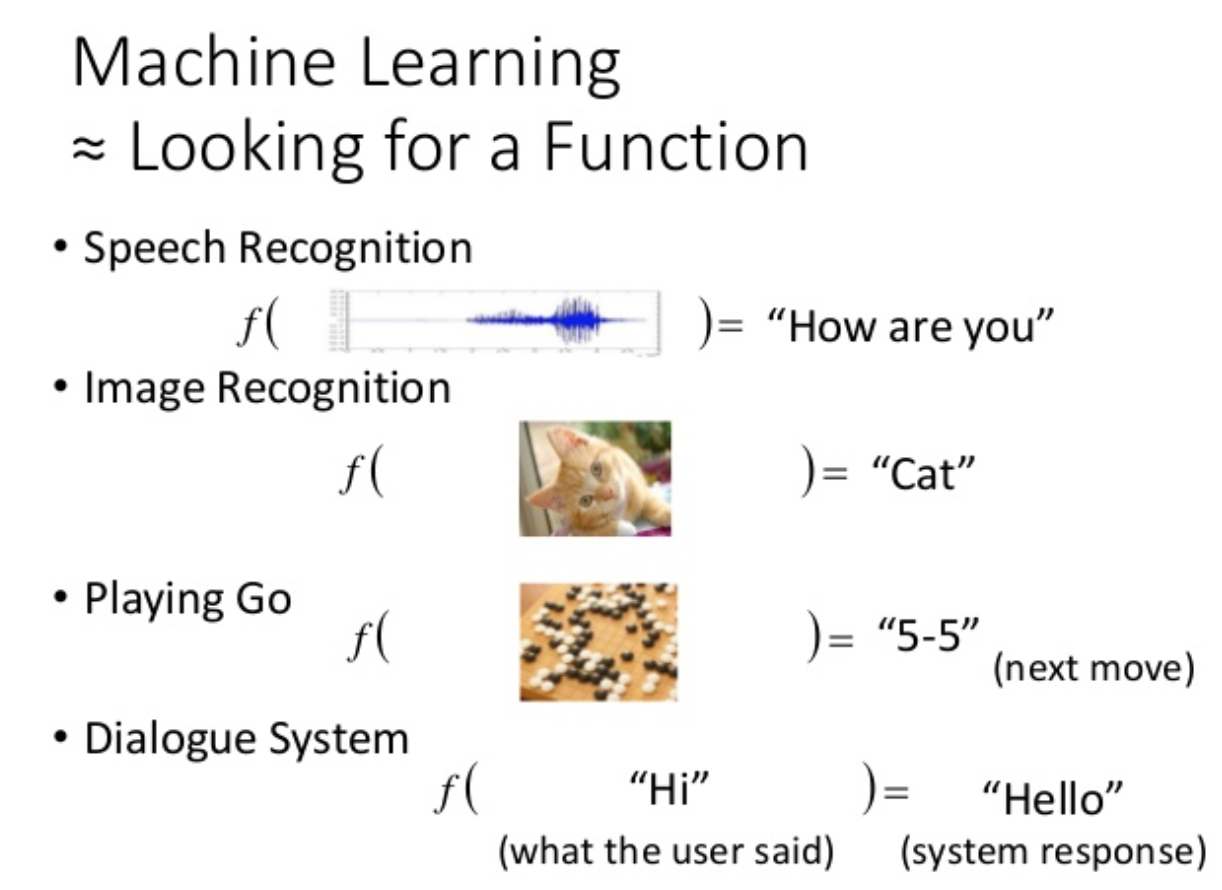 Machine Learning
≈ Looking for a Function
• Speech Recognition
f( )= “How are you”
• Image Recognition
f( )= “Cat”
• Playing Go
f( )= “5-5”
(next move)
• Dialogue System
f( “Hi” )= “Hello”
(what the user said) (system response)